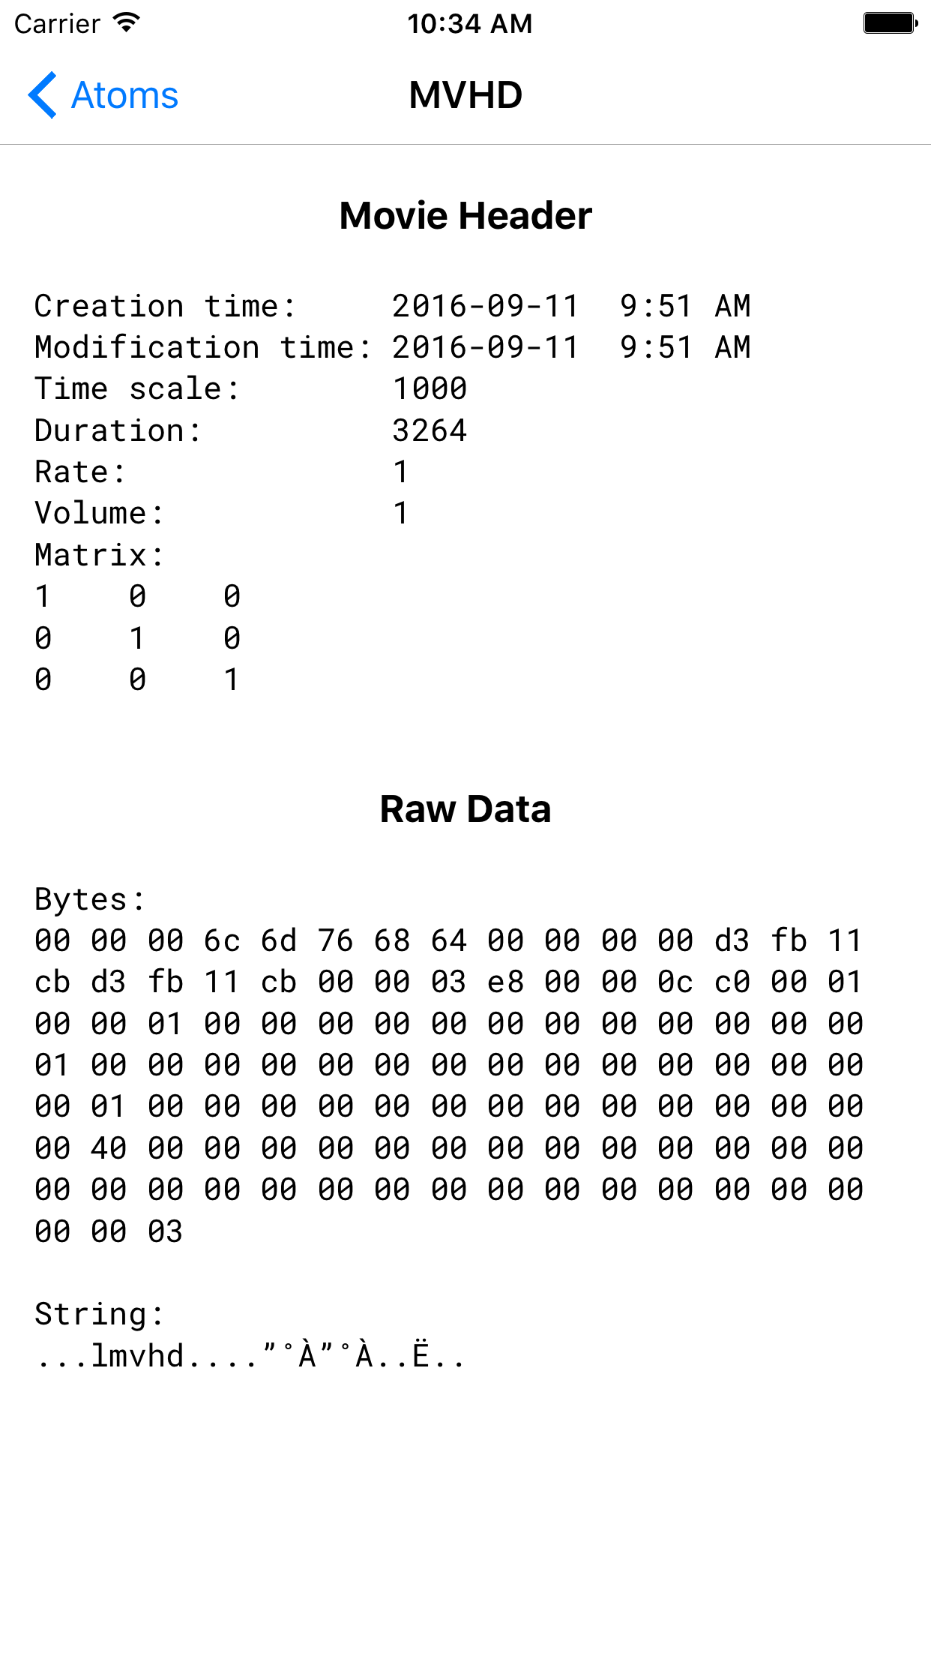 Carrier 10:34 AM
Atoms MVHD
Movie Header
Creation time: 2016-09-11 9:51 AM
Modification time: 2016-09-11 9:51 AM
Time scale: 1000
Duration: 3264
Rate: 1
Volume: 1
Matrix:
1 0 0
0 1 0
0 0 1
Raw Data
Bytes:
00 00 00 6c 6d 76 68 64 00 00 00 00 d3 fb 11
cb d3 fb 11 cb 00 00 03 e8 00 00 0c c0 00 01
00 00 01 00 00 00 00 00 00 00 00 00 00 00 00
01 00 00 00 00 00 00 00 00 00 00 00 00 00 00
00 01 00 00 00 00 00 00 00 00 00 00 00 00 00
00 40 00 00 00 00 00 00 00 00 00 00 00 00 00
00 00 00 00 00 00 00 00 00 00 00 00 00 00 00
00 00 03
String:
...lmvhd....”˚À”˚À..Ë..